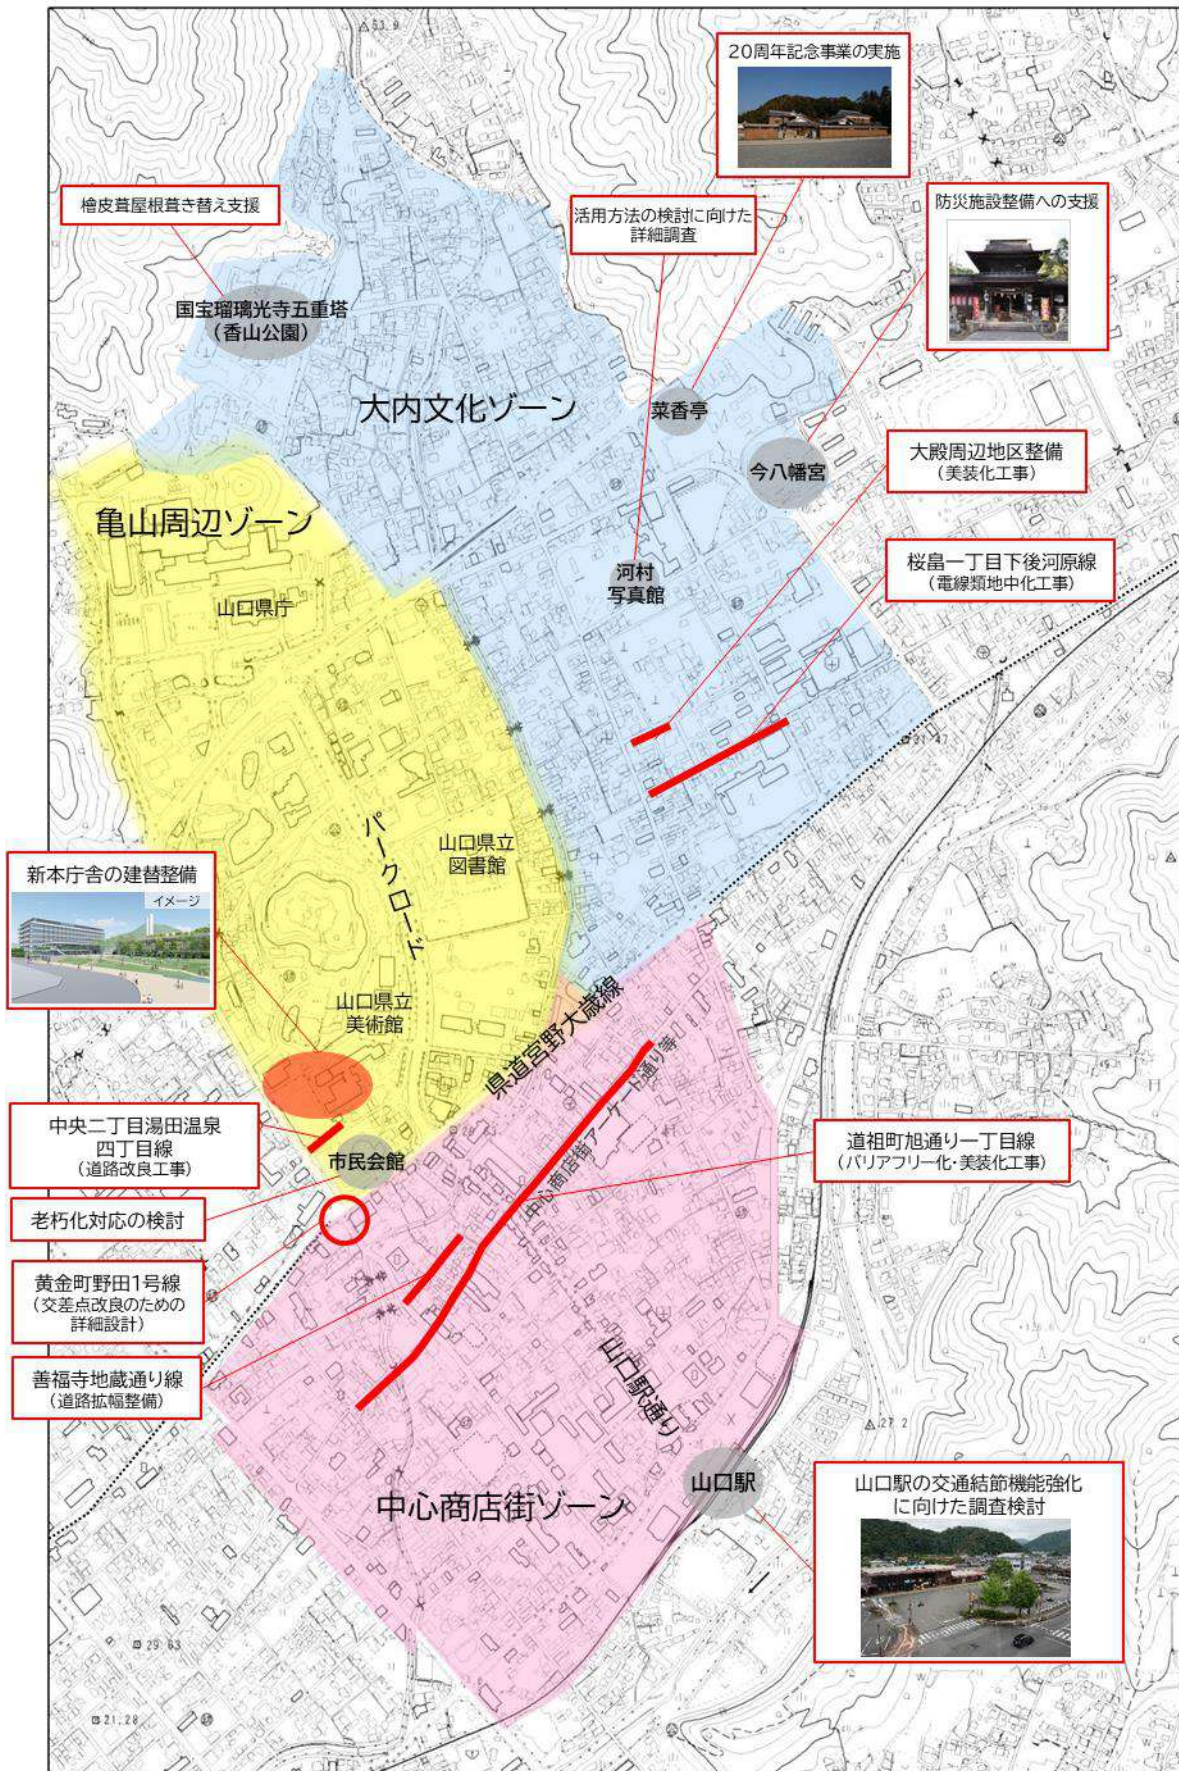 20周年記念事業の実施
防災施設整備への支援
檜皮葺屋根葺き替え支援
活用方法の検討に向けた
詳細調査
国宝瑠璃光寺五重塔
（香山公園）
大内文化ゾーン
菜香亭
今八幡宮
大殿周辺地区整備
（美装化工事）
亀山周辺ゾーン
桜畠一丁目下後河原線
（電線類地中化工事）
河村
写真館
山口県庁
パークロード
山口県立
図書館
新本庁舎の建替整備
イメージ
山口県立
美術館
県道宮野大歳線
中心商店街アーケード通り等
中央二丁目湯田温泉
四丁目線
（道路改良工事）
市民会館
道祖町旭通り一丁目線
（バリアフリー化・美装化工事）
老朽化対応の検討
黄金町野田1号線
（交差点改良のための
詳細設計）
善福寺地蔵通り線
（道路拡幅整備）
山口駅通り
山口駅
中心商店街ゾーン
山口駅の交通結節機能強化
に向けた調査検討
53.9
31.47
27.2
29.63
21.28